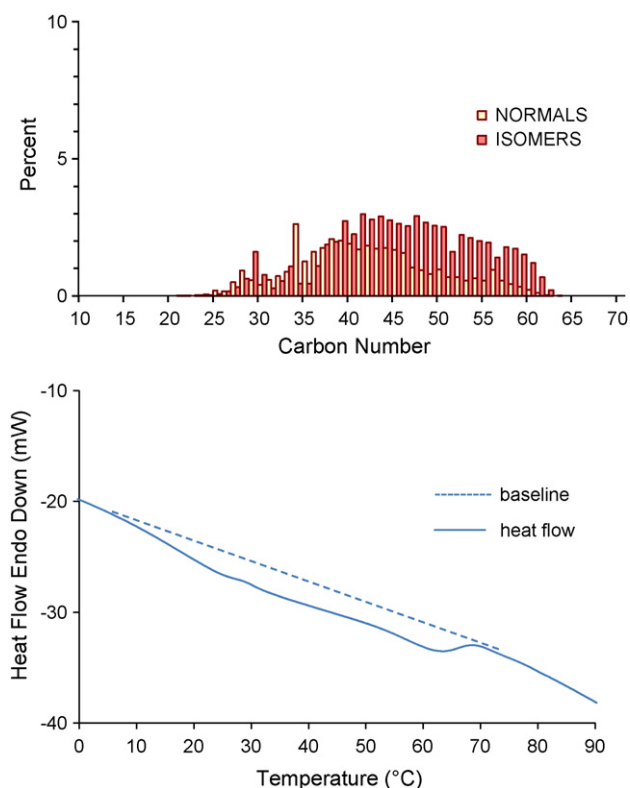 10
5
0
Percent
NORMALS
ISOMERS
10 15 20 25 30 35 40 45 50 55 60 65 70
Carbon Number
-10
-20
-30
-40
Heat Flow Endo Down (mW)
baseline
heat flow
0 10 20 30 40 50 60 70 80 90
Temperature (°C)